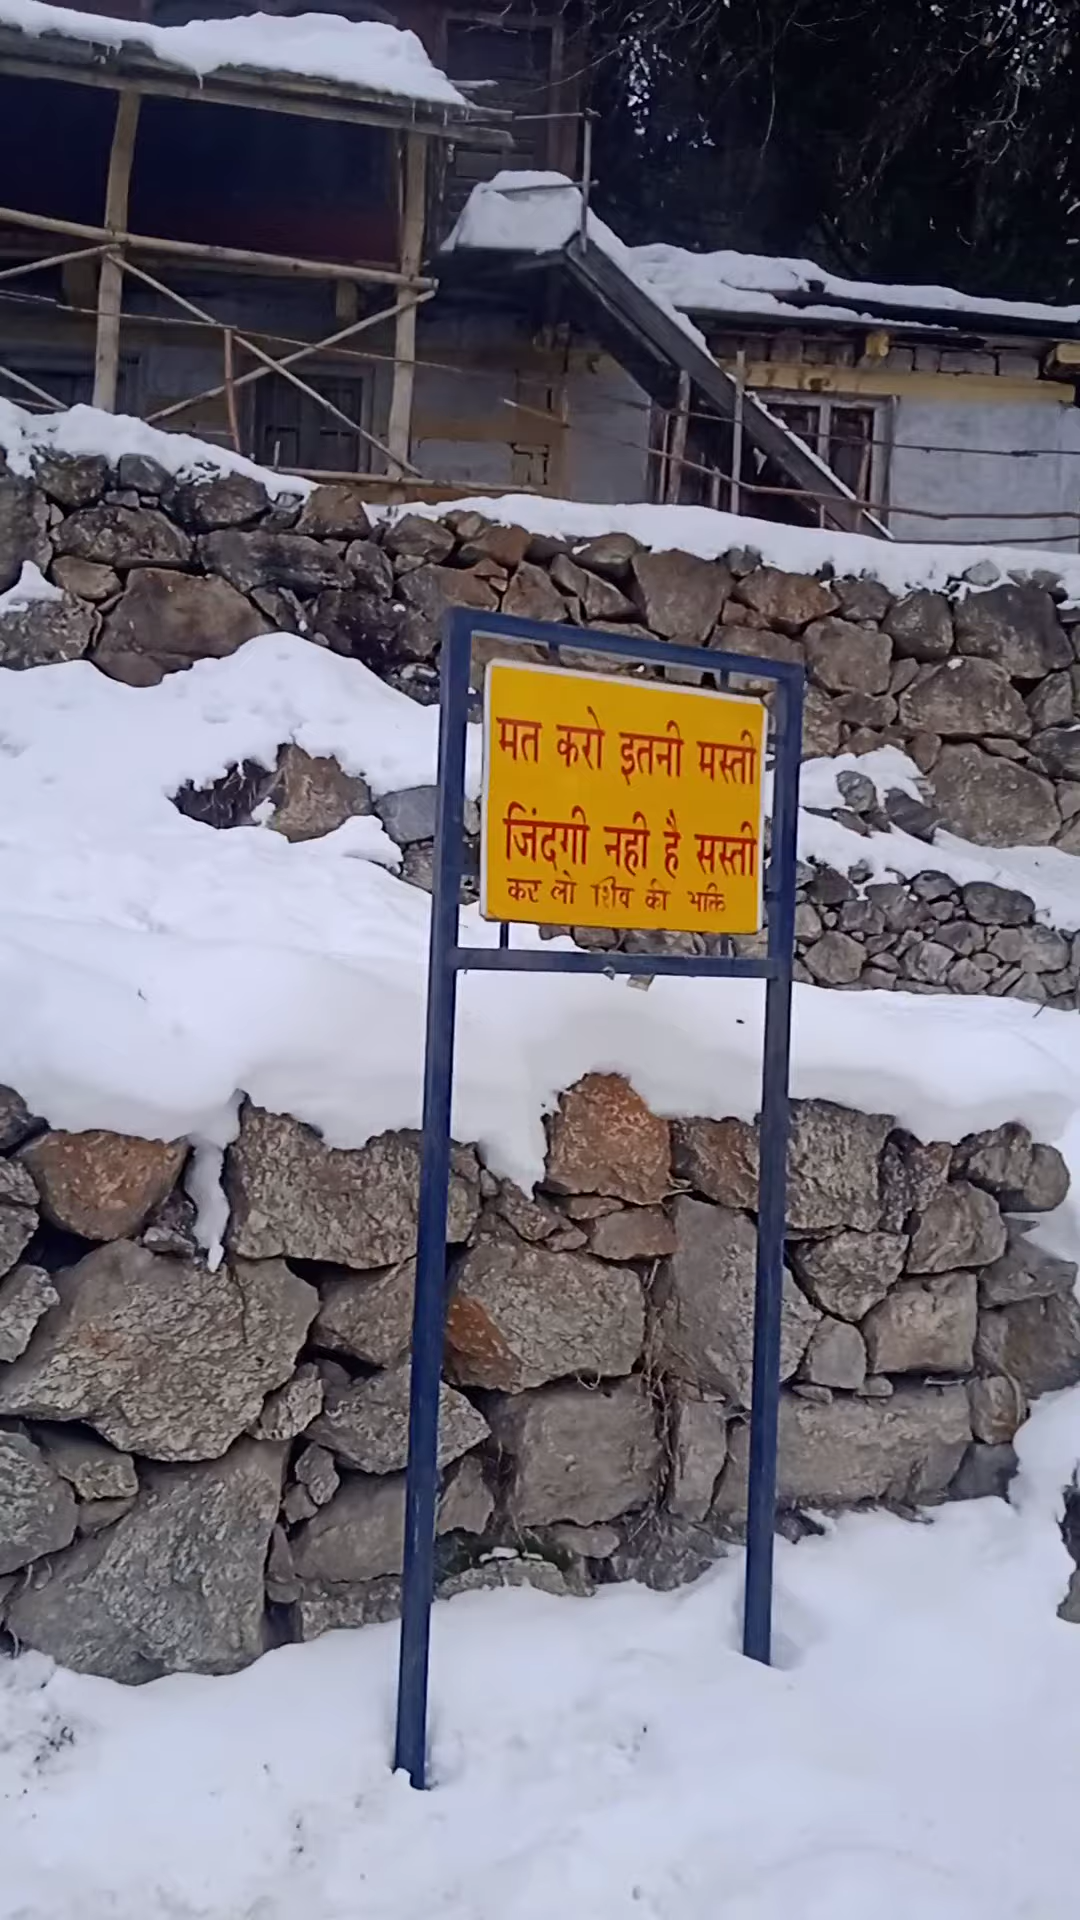 मत करो इतनी मस्ती
जिंदगी नही है सस्ती
कर लो शिव की भक्ति